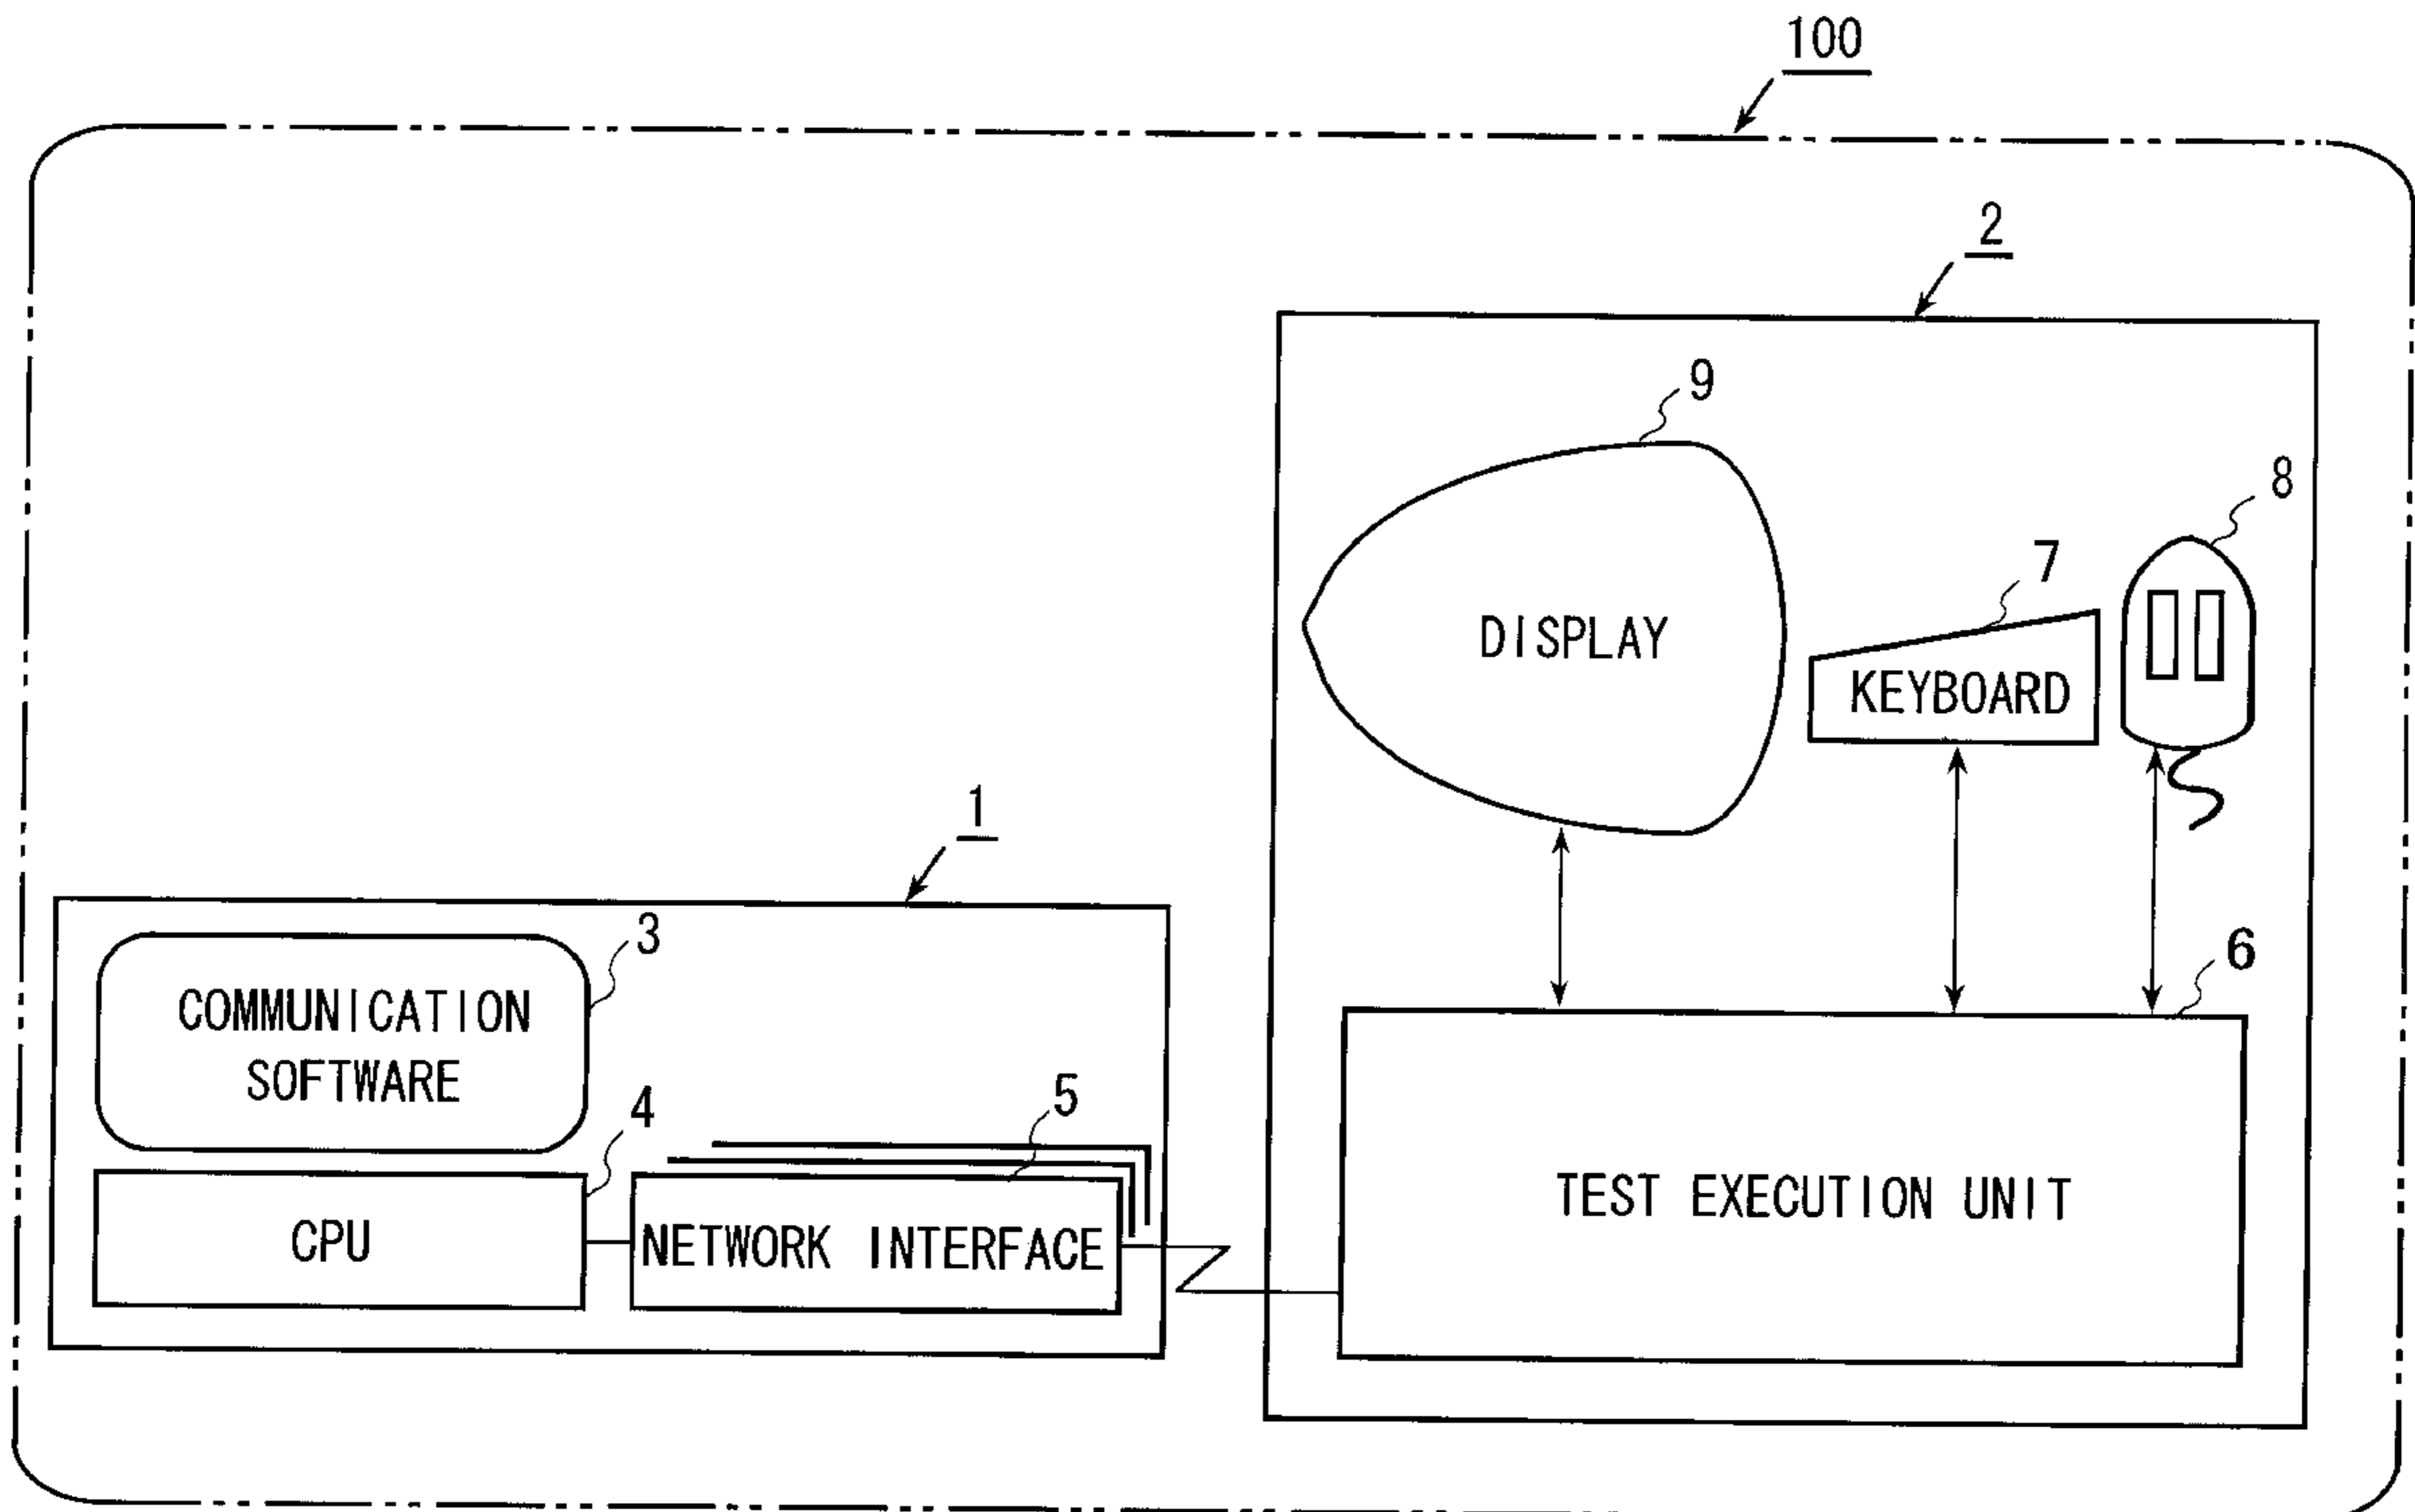 100
2
9
8
7
DISPLAY
KEYBOARD
1
3
6
COMMUNICATION
SOFTWARE
4
5
CPU
NETWORK INTERFACE
TEST EXECUTION UNIT